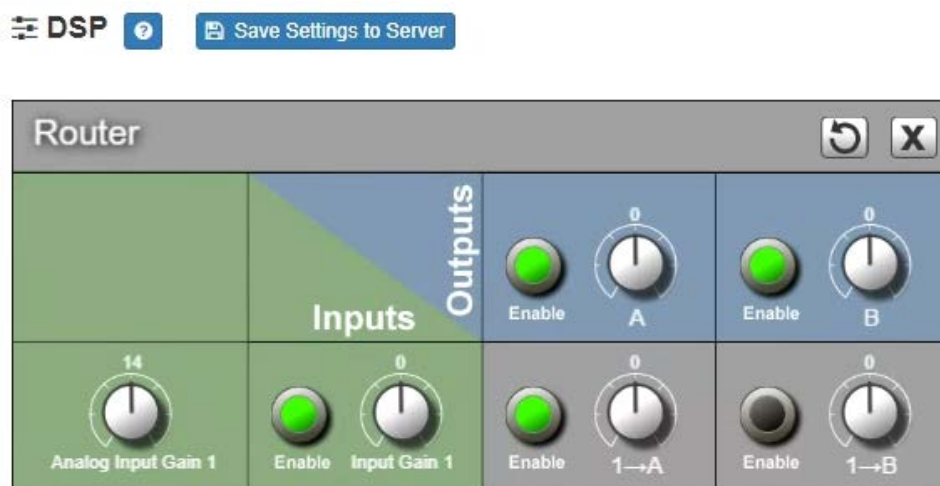 DSP ? Save Settings to Server
Router X
Outputs
Inputs
0
Enable A
0
Enable B
14
Analog Input Gain 1
0
Enable Input Gain 1
0
Enable 1→A
0
Enable 1→B